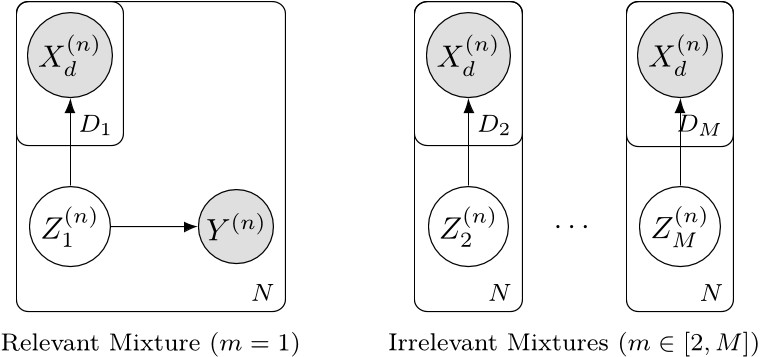 X_d^{(n)} X_d^{(n)} X_d^{(n)}
D_1 D_2 D_M
Z_1^{(n)} Y^{(n)} Z_2^{(n)} ··· Z_M^{(n)}
N N N
Relevant Mixture (m = 1) Irrelevant Mixtures (m ∈ [2, M])